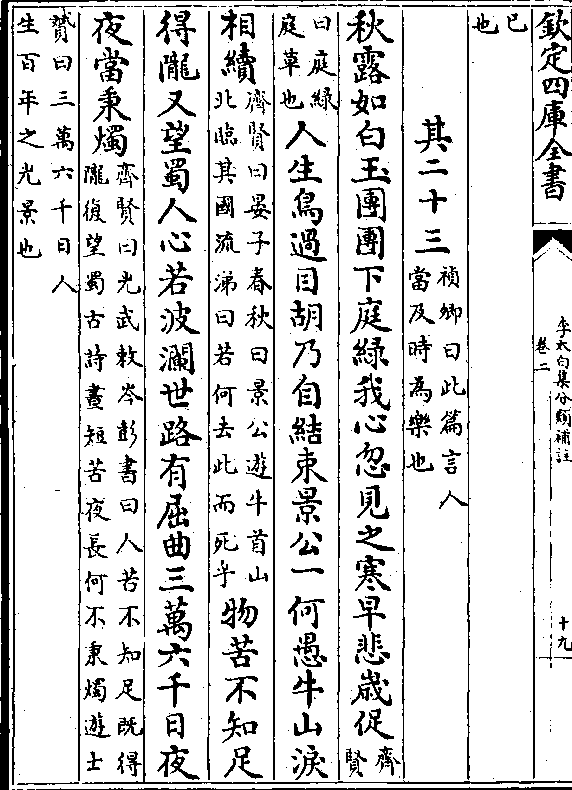 欽定四庫全書
李太白集分類補註
卷二
十九
已
也
其二十三
禎卿曰此篇言人
當及時為樂也
秋露如白玉團團下庭綠我心忽見之寒早悲歲促
齊
賢
曰庭綠
庭草也
人生鳥過目胡乃自結束景公一何愚牛山淚
相續
齊賢曰晏子春秋曰景公遊牛首山
北臨其國流涕曰若何去此而死乎
物苦不知足
得隴又望蜀人心若波瀾世路有屈曲三萬六千日夜
夜當秉燭
齊賢曰光武敕岑彭書曰人苦不知足既得
隴復望蜀古詩晝短苦夜長何不秉燭遊士
贇曰三萬六千日人
生百年之光景也